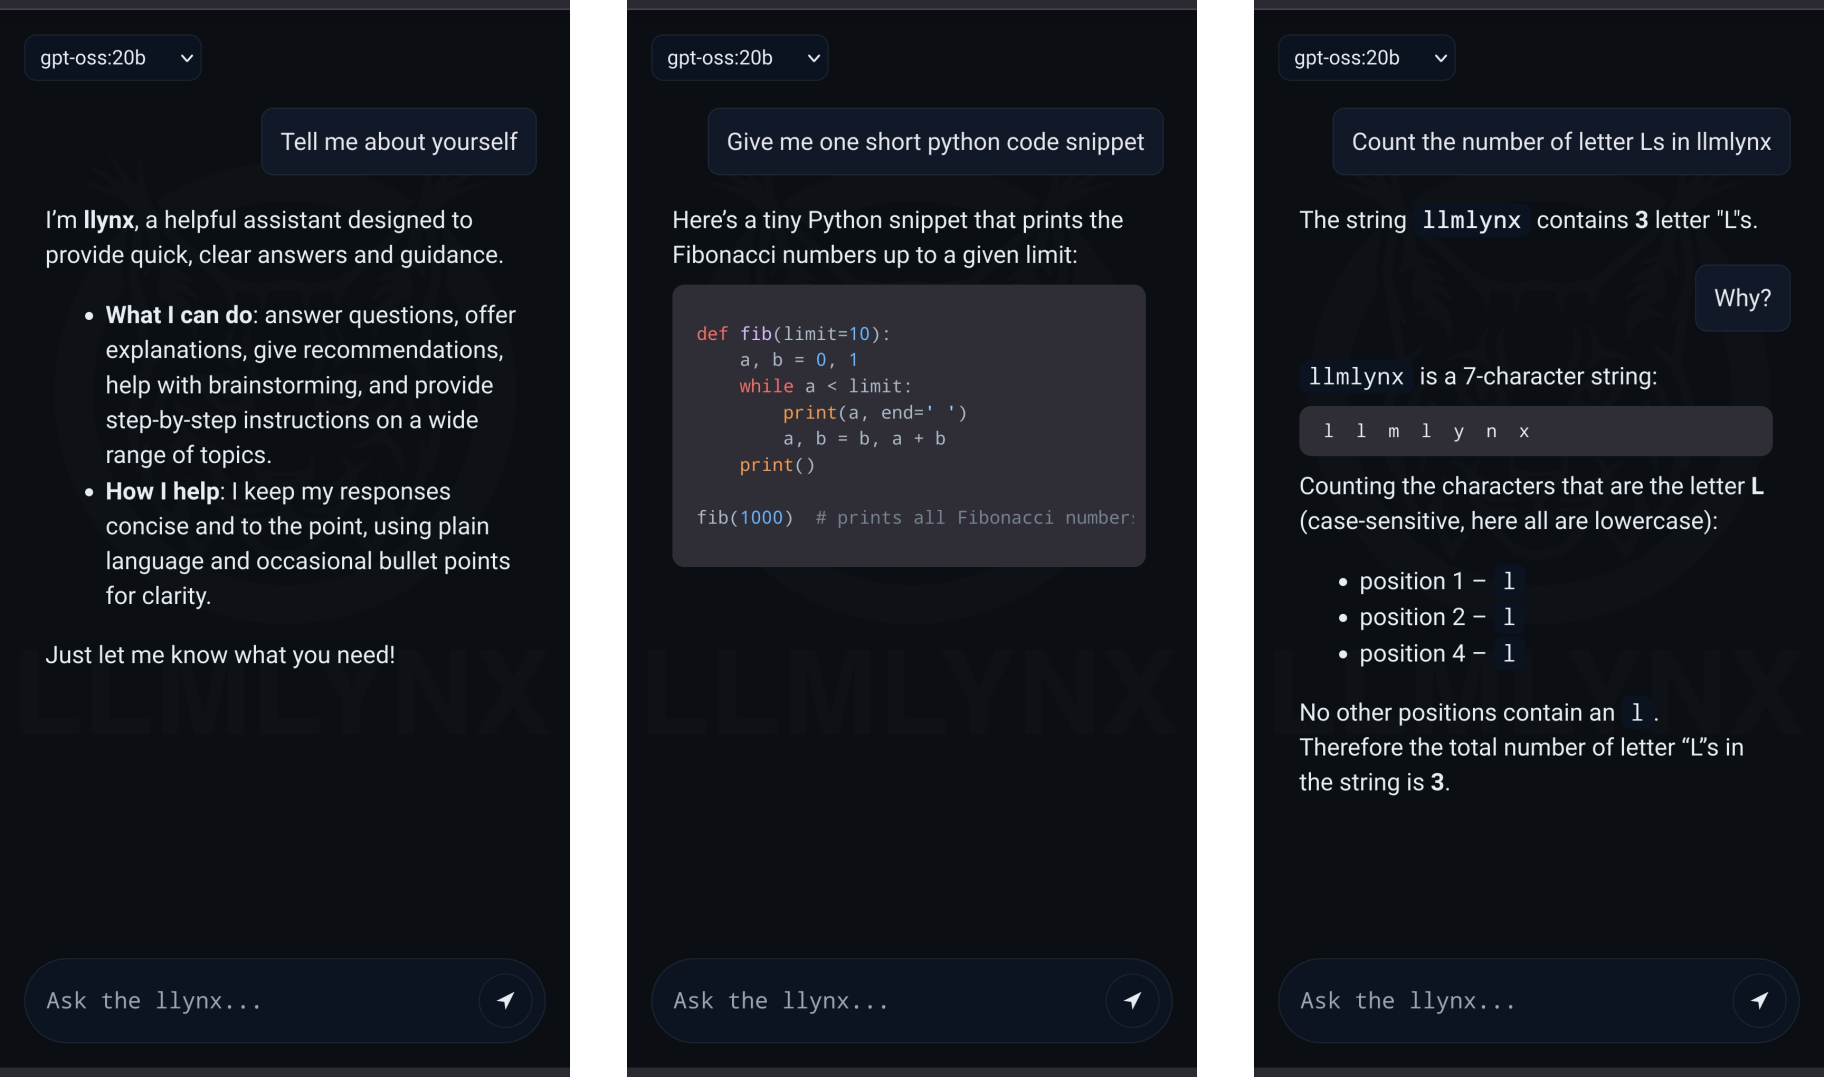 gpt-oss:20b
Tell me about yourself
I’m llynx, a helpful assistant designed to
provide quick, clear answers and guidance.
• What I can do: answer questions, offer
explanations, give recommendations,
help with brainstorming, and provide
step-by-step instructions on a wide
range of topics.
• How I help: I keep my responses
concise and to the point, using plain
language and occasional bullet points
for clarity.
Just let me know what you need!
LLMLYNX
Ask the llynx...
gpt-oss:20b
Give me one short python code snippet
Here’s a tiny Python snippet that prints the
Fibonacci numbers up to a given limit:
def fib(limit=10):
    a, b = 0, 1
    while a < limit:
        print(a, end=' ')
        a, b = b, a + b
    print()
fib(1000)  # prints all Fibonacci numbers
LLMLYNX
Ask the llynx...
gpt-oss:20b
Count the number of letter Ls in llmlynx
The string llmlynx contains 3 letter "L"s.
Why?
llmlynx is a 7-character string:
l l m l y n x
Counting the characters that are the letter L
(case-sensitive, here all are lowercase):
• position 1 – l
• position 2 – l
• position 4 – l
No other positions contain an l .
Therefore the total number of letter “L”s in
the string is 3.
LLMLYNX
Ask the llynx...